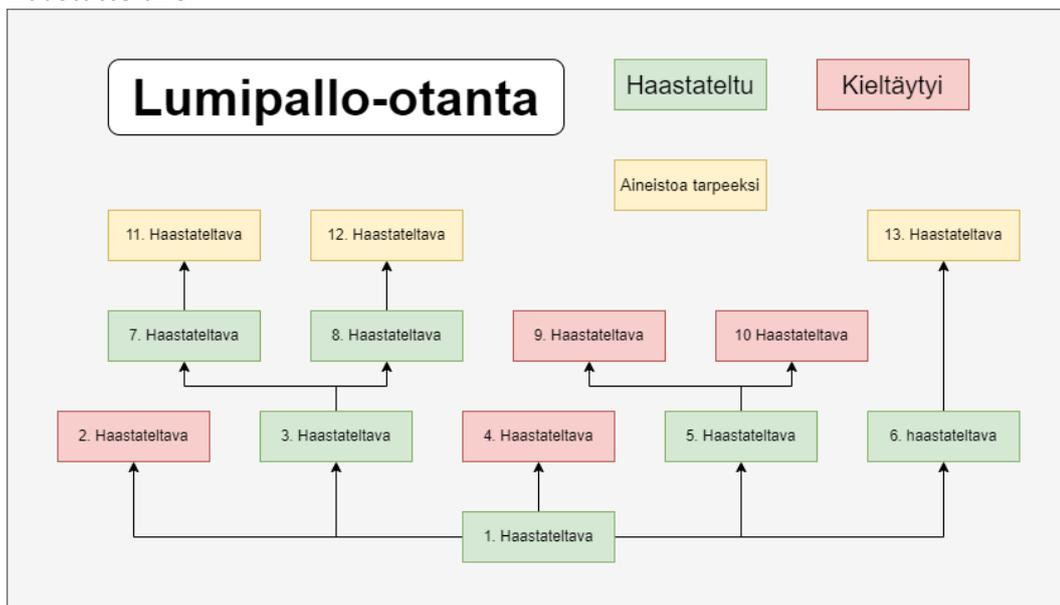 Lumipallo-otanta
Haastateltu
Kieltäytyi
Aineistoa tarpeeksi
11. Haastateltava
12. Haastateltava
13. Haastateltava
7. Haastateltava
8. Haastateltava
9. Haastateltava
10 Haastateltava
2. Haastateltava
3. Haastateltava
4. Haastateltava
5. Haastateltava
6. haastateltava
1. Haastateltava